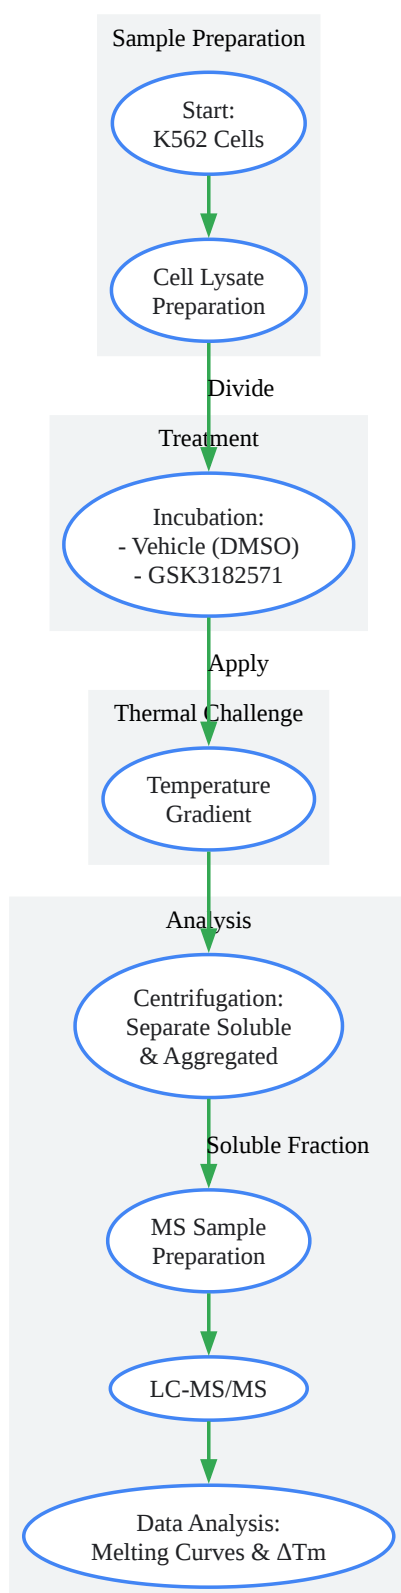 Sample Preparation
Start:
K562 Cells
Cell Lysate
Preparation
Divide
Treatment
Incubation:
- Vehicle (DMSO)
- GSK3182571
Apply
Thermal Challenge
Temperature
Gradient
Analysis
Centrifugation:
Separate Soluble
& Aggregated
Soluble Fraction
MS Sample
Preparation
LC-MS/MS
Data Analysis:
Melting Curves & ΔTm